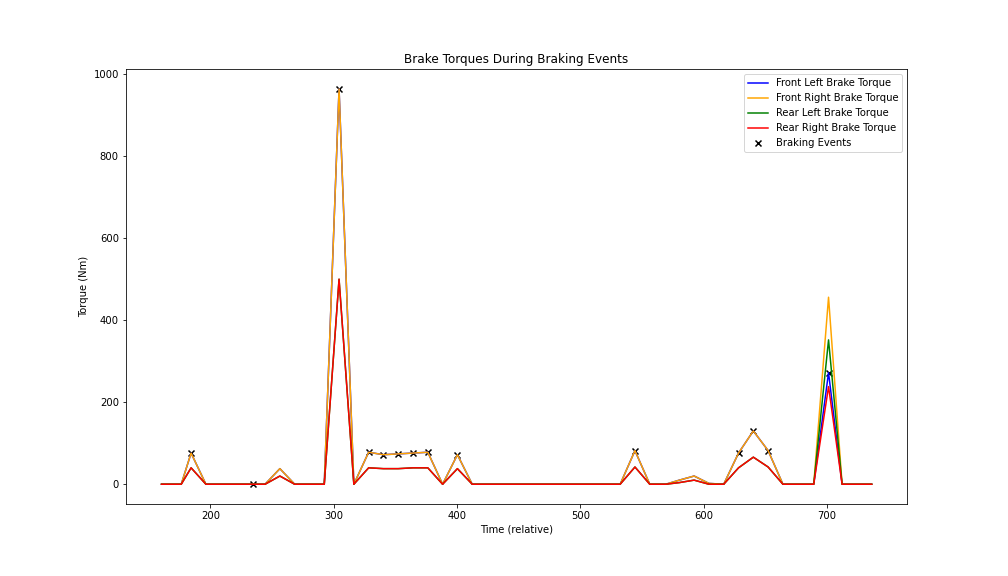 Brake Torques During Braking Events
1000
800
600
400
200
0
Torque (Nm)
Front Left Brake Torque
Front Right Brake Torque
Rear Left Brake Torque
Rear Right Brake Torque
Braking Events
200
300
400
500
600
700
Time (relative)